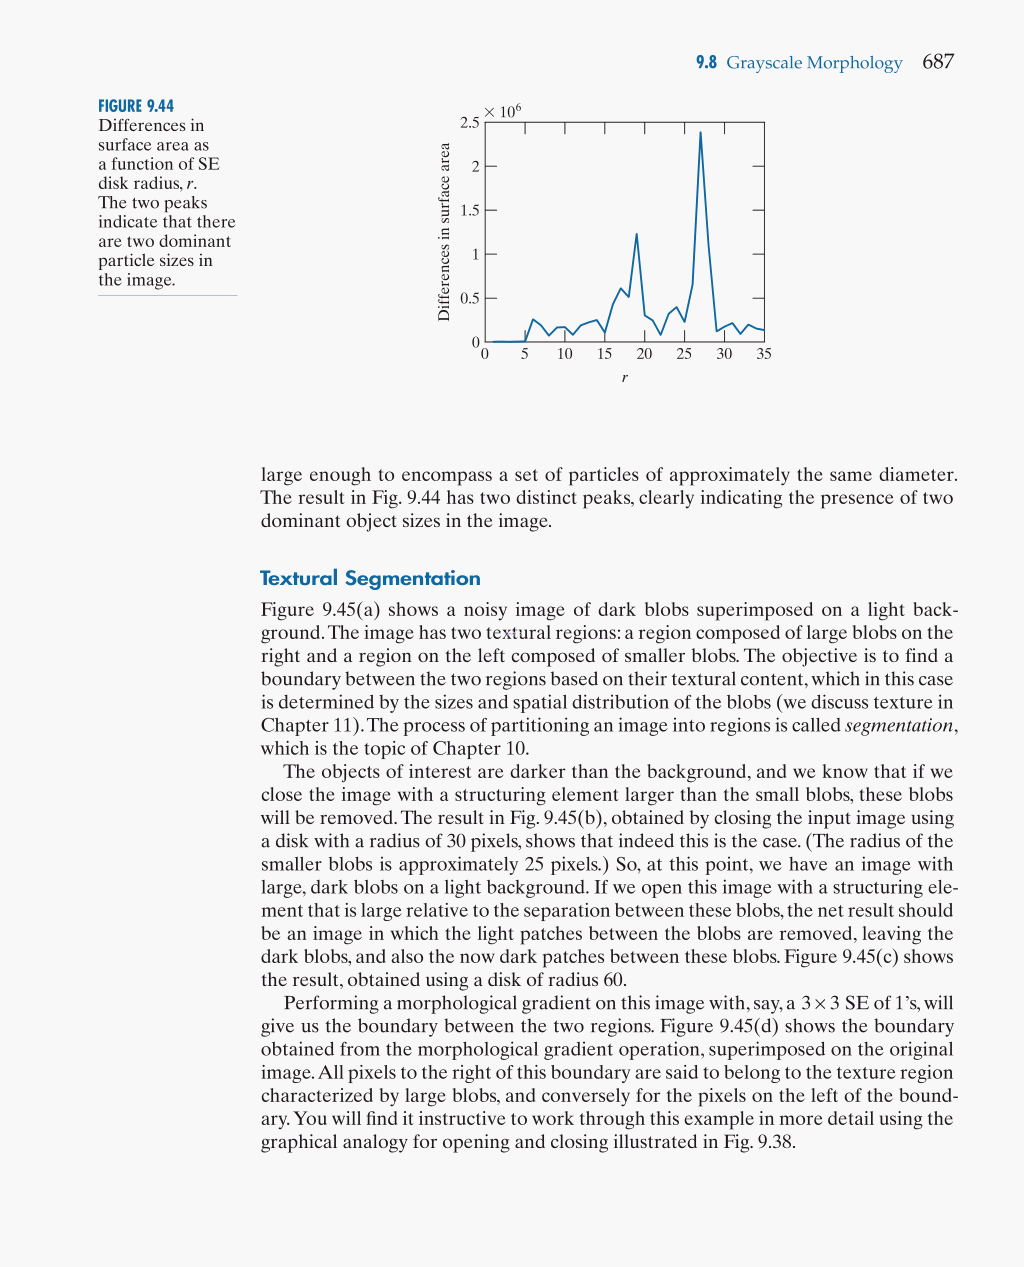 9.8 Grayscale Morphology 687
FIGURE 9.44
Differences in
surface area as
a function of SE
disk radius, r.
The two peaks
indicate that there
are two dominant
particle sizes in
the image.
× 10⁶
2.5
2
1.5
1
0.5
0
Differences in surface area
0 5 10 15 20 25 30 35
r
large enough to encompass a set of particles of approximately the same diameter.
The result in Fig. 9.44 has two distinct peaks, clearly indicating the presence of two
dominant object sizes in the image.
Textural Segmentation
Figure 9.45(a) shows a noisy image of dark blobs superimposed on a light back-
ground. The image has two textural regions: a region composed of large blobs on the
right and a region on the left composed of smaller blobs. The objective is to find a
boundary between the two regions based on their textural content, which in this case
is determined by the sizes and spatial distribution of the blobs (we discuss texture in
Chapter 11). The process of partitioning an image into regions is called segmentation,
which is the topic of Chapter 10.
The objects of interest are darker than the background, and we know that if we
close the image with a structuring element larger than the small blobs, these blobs
will be removed. The result in Fig. 9.45(b), obtained by closing the input image using
a disk with a radius of 30 pixels, shows that indeed this is the case. (The radius of the
smaller blobs is approximately 25 pixels.) So, at this point, we have an image with
large, dark blobs on a light background. If we open this image with a structuring ele-
ment that is large relative to the separation between these blobs, the net result should
be an image in which the light patches between the blobs are removed, leaving the
dark blobs, and also the now dark patches between these blobs. Figure 9.45(c) shows
the result, obtained using a disk of radius 60.
Performing a morphological gradient on this image with, say, a 3 × 3 SE of 1’s, will
give us the boundary between the two regions. Figure 9.45(d) shows the boundary
obtained from the morphological gradient operation, superimposed on the original
image. All pixels to the right of this boundary are said to belong to the texture region
characterized by large blobs, and conversely for the pixels on the left of the bound-
ary. You will find it instructive to work through this example in more detail using the
graphical analogy for opening and closing illustrated in Fig. 9.38.